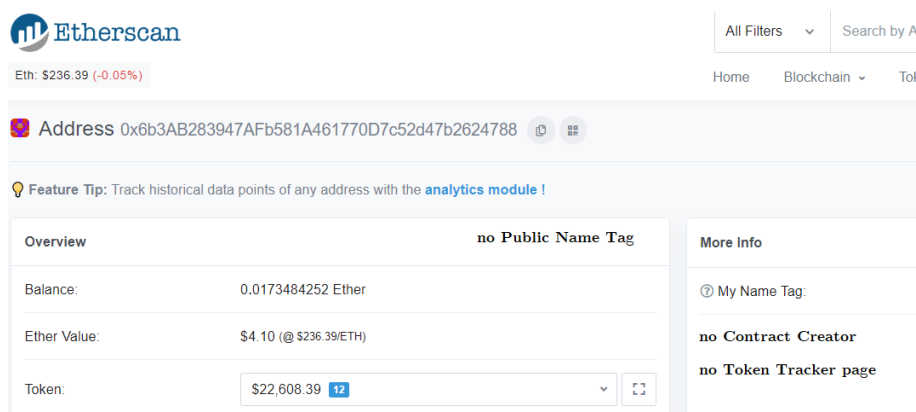 Etherscan
All Filters
Search by A
Eth: $236.39 (-0.05%)
Home Blockchain Tok
Address 0x6b3AB283947AFb581A461770D7c52d47b2624788
Feature Tip: Track historical data points of any address with the analytics module !
Overview
no Public Name Tag
Balance: 0.0173484252 Ether
Ether Value: $4.10 (@ $236.39/ETH)
Token: $22,608.39 12
More Info
My Name Tag:
no Contract Creator
no Token Tracker page